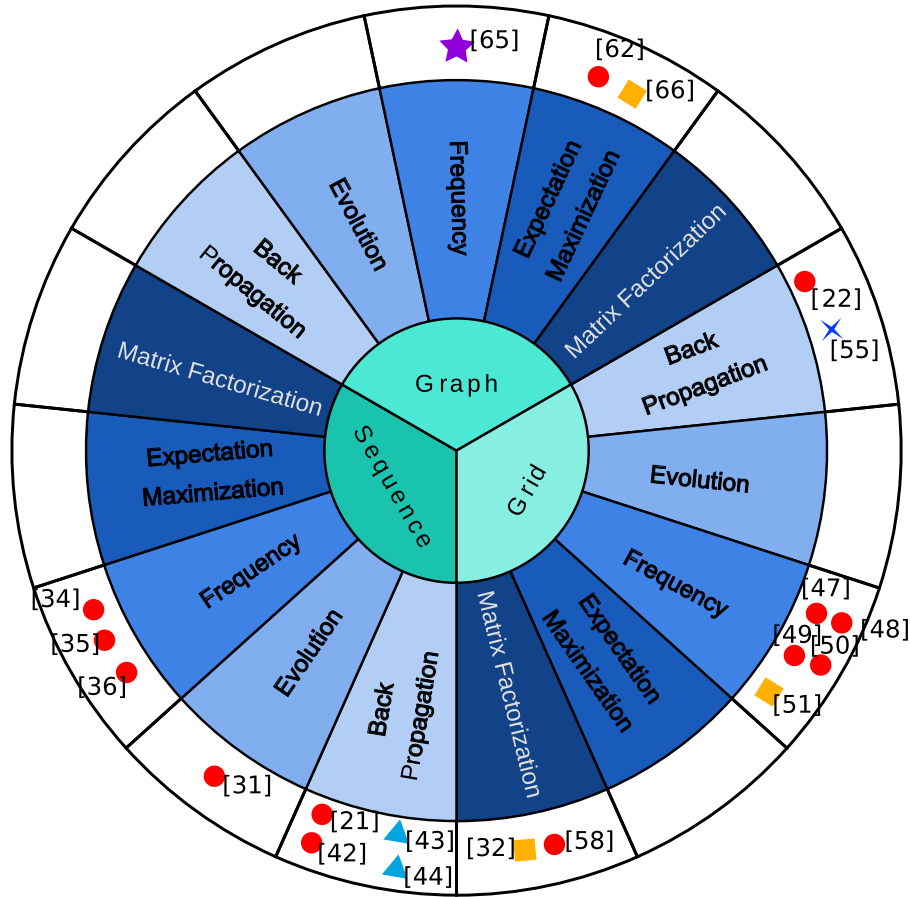 [65]
[62]
[66]
Frequency
Expectation
Maximization
Matrix Factorization
Evolution
Back
Propagation
[22]
[55]
Back
Propagation
Graph
Matrix Factorization
Sequence
Grid
Expectation
Maximization
Evolution
Frequency
Frequency
[47]
[48]
[49]
[50]
[51]
[34]
[35]
[36]
Evolution
Back
Propagation
Matrix Factorization
Expectation
Maximization
[31]
[21]
[42]
[43]
[44]
[32]
[58]